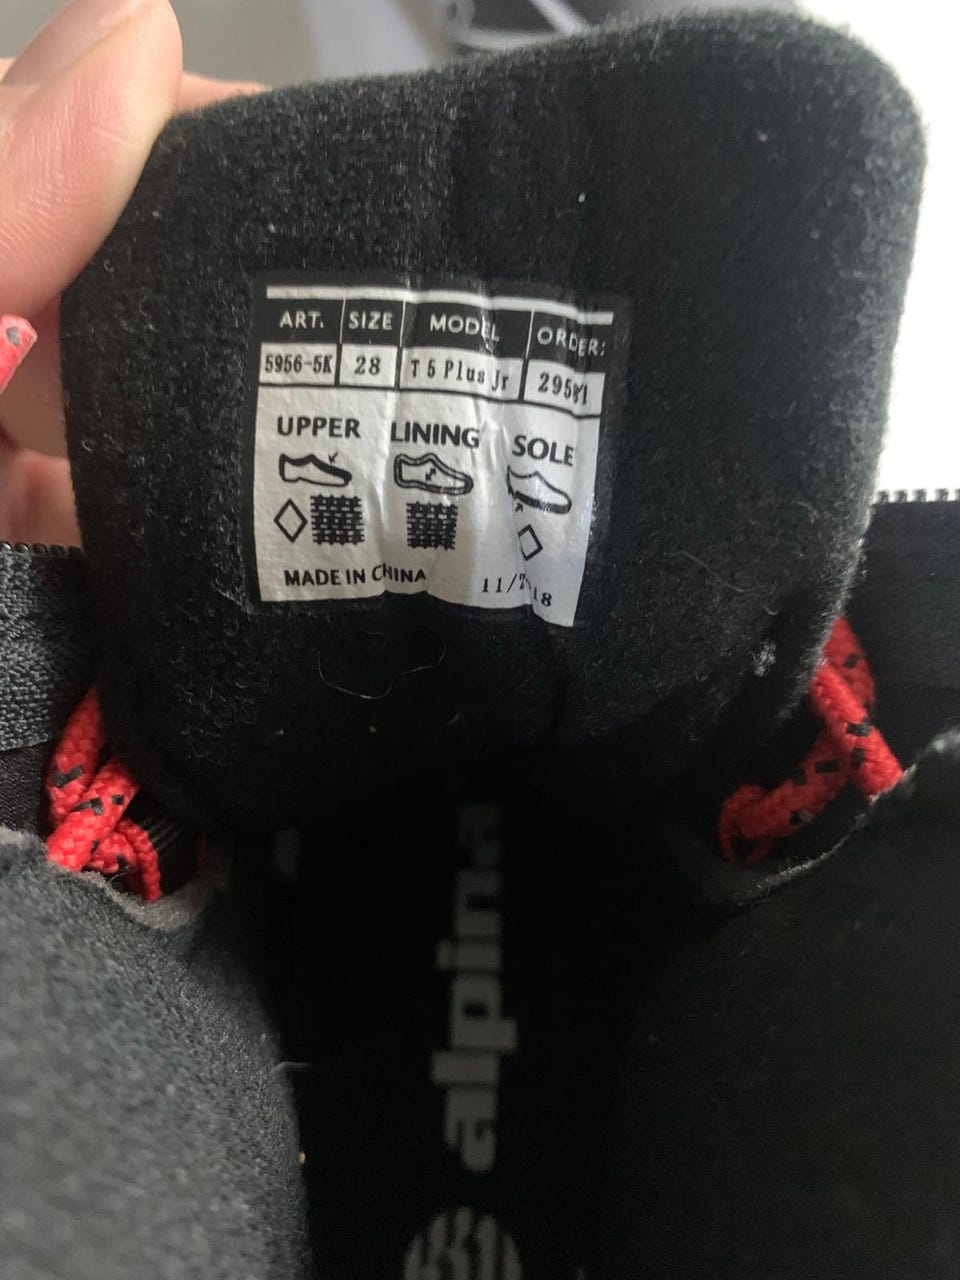 ART. SIZE MODEL ORDER:
5956-5K 28 T 5 Plus Jr
UPPER LINING SOLE
MADE IN CHINA
alpina